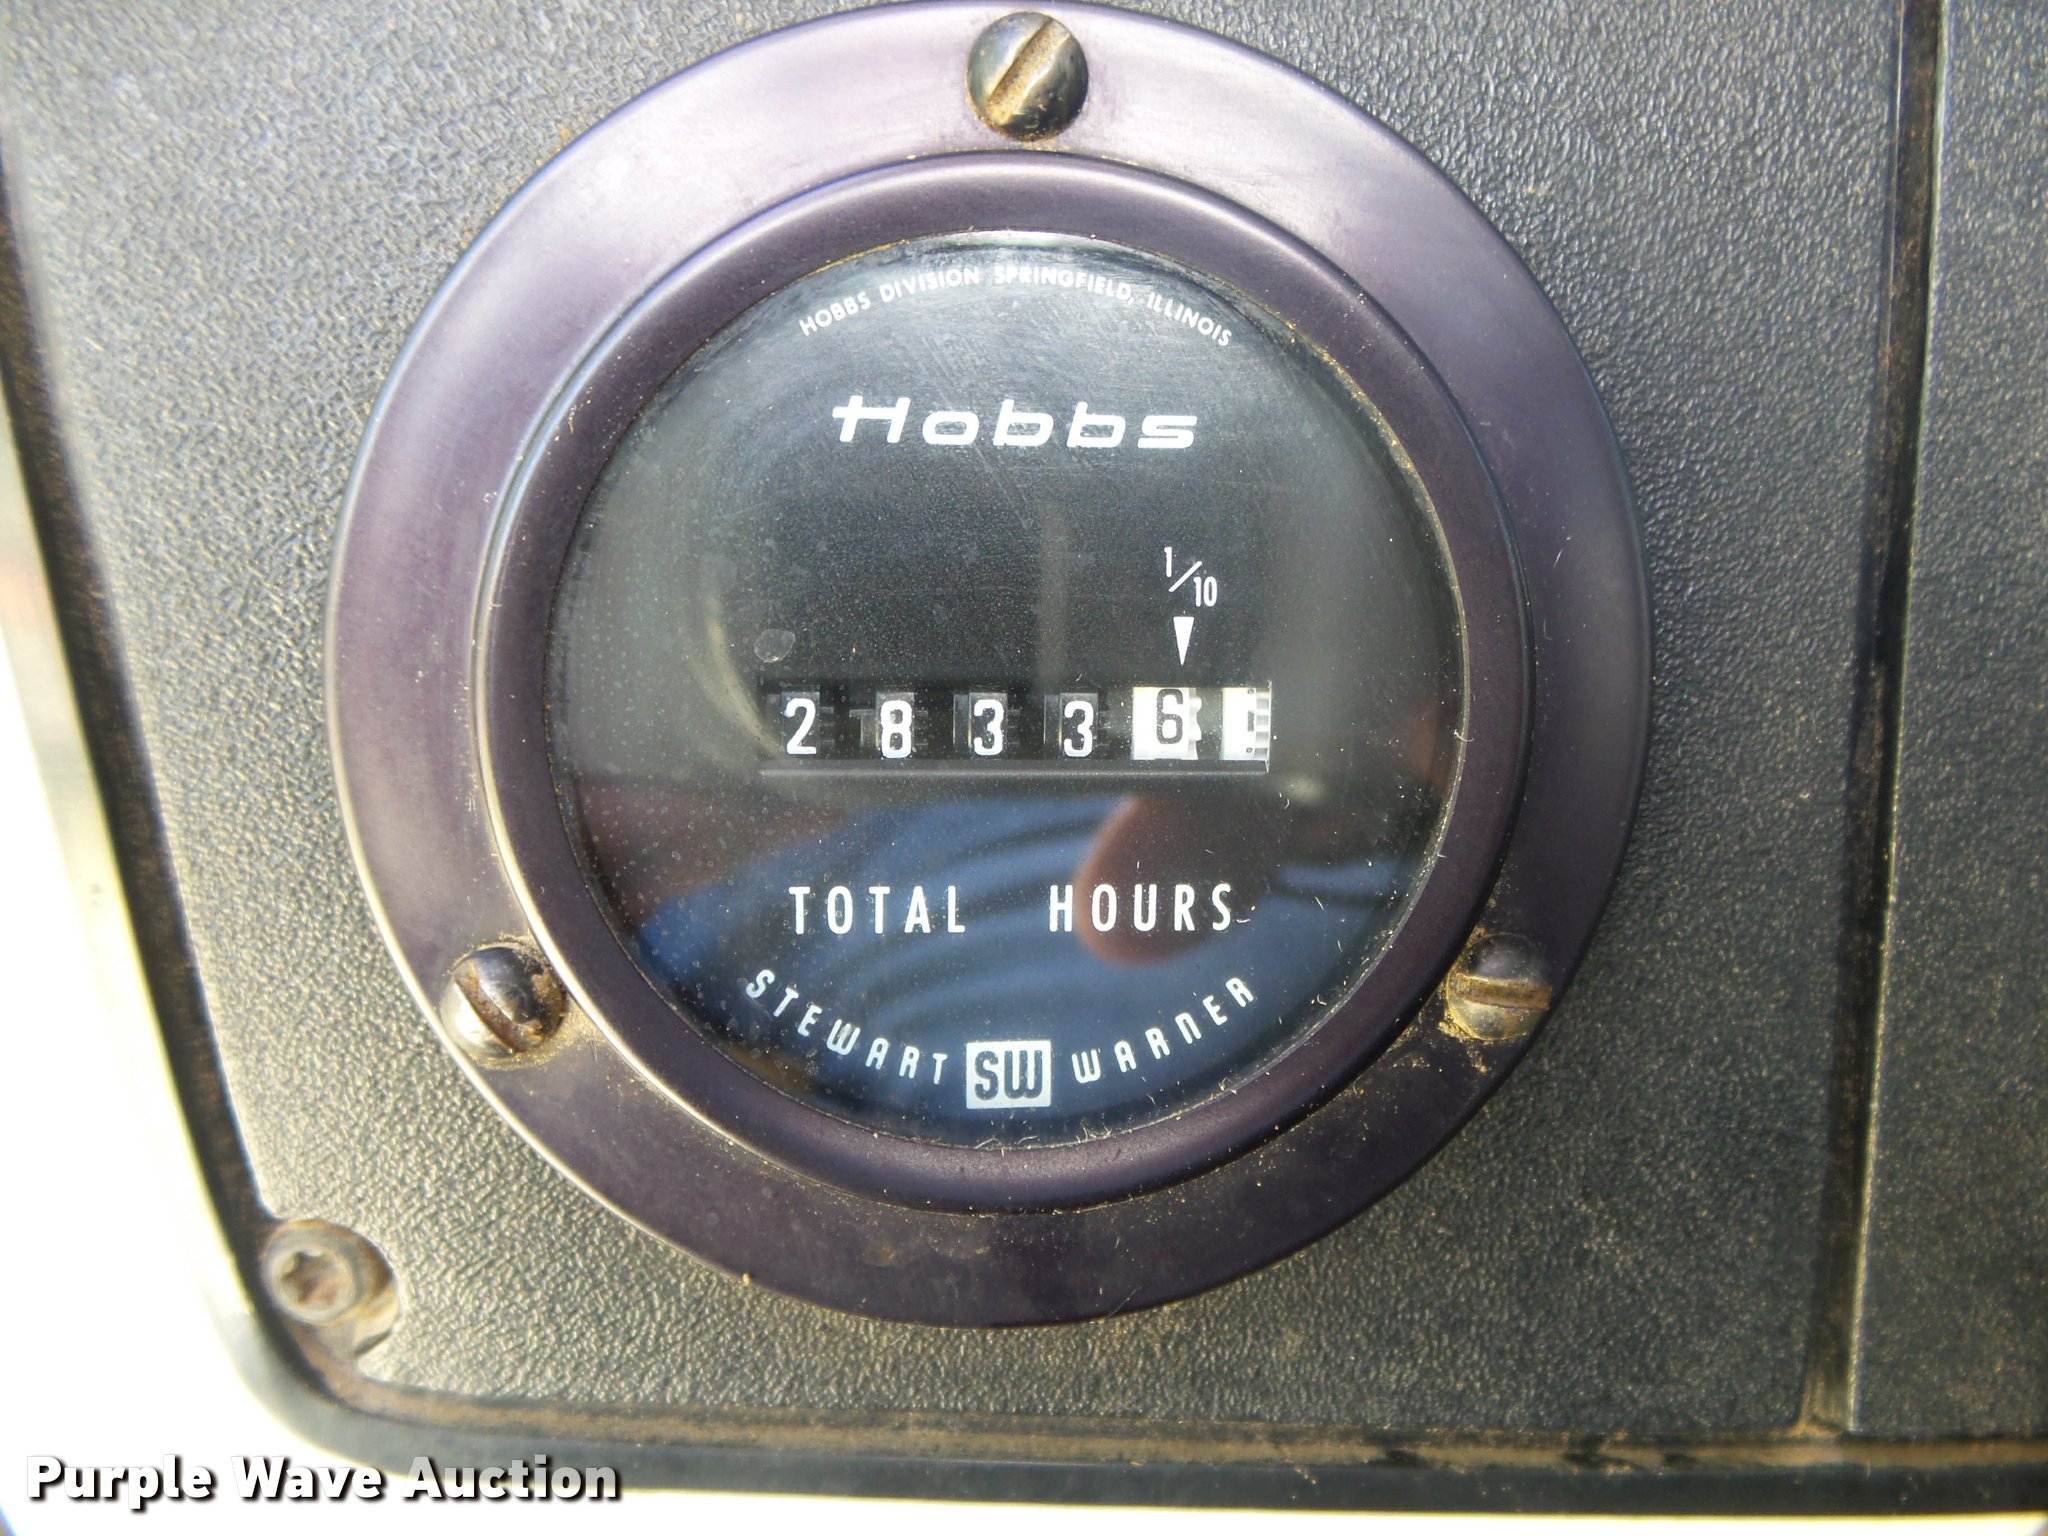 HOBBS DIVISION SPRINGFIELD, ILLINOIS
Hobbs
1/10
2 8 3 3 6
TOTAL HOURS
STEWART SW WARNER
Purple Wave Auction